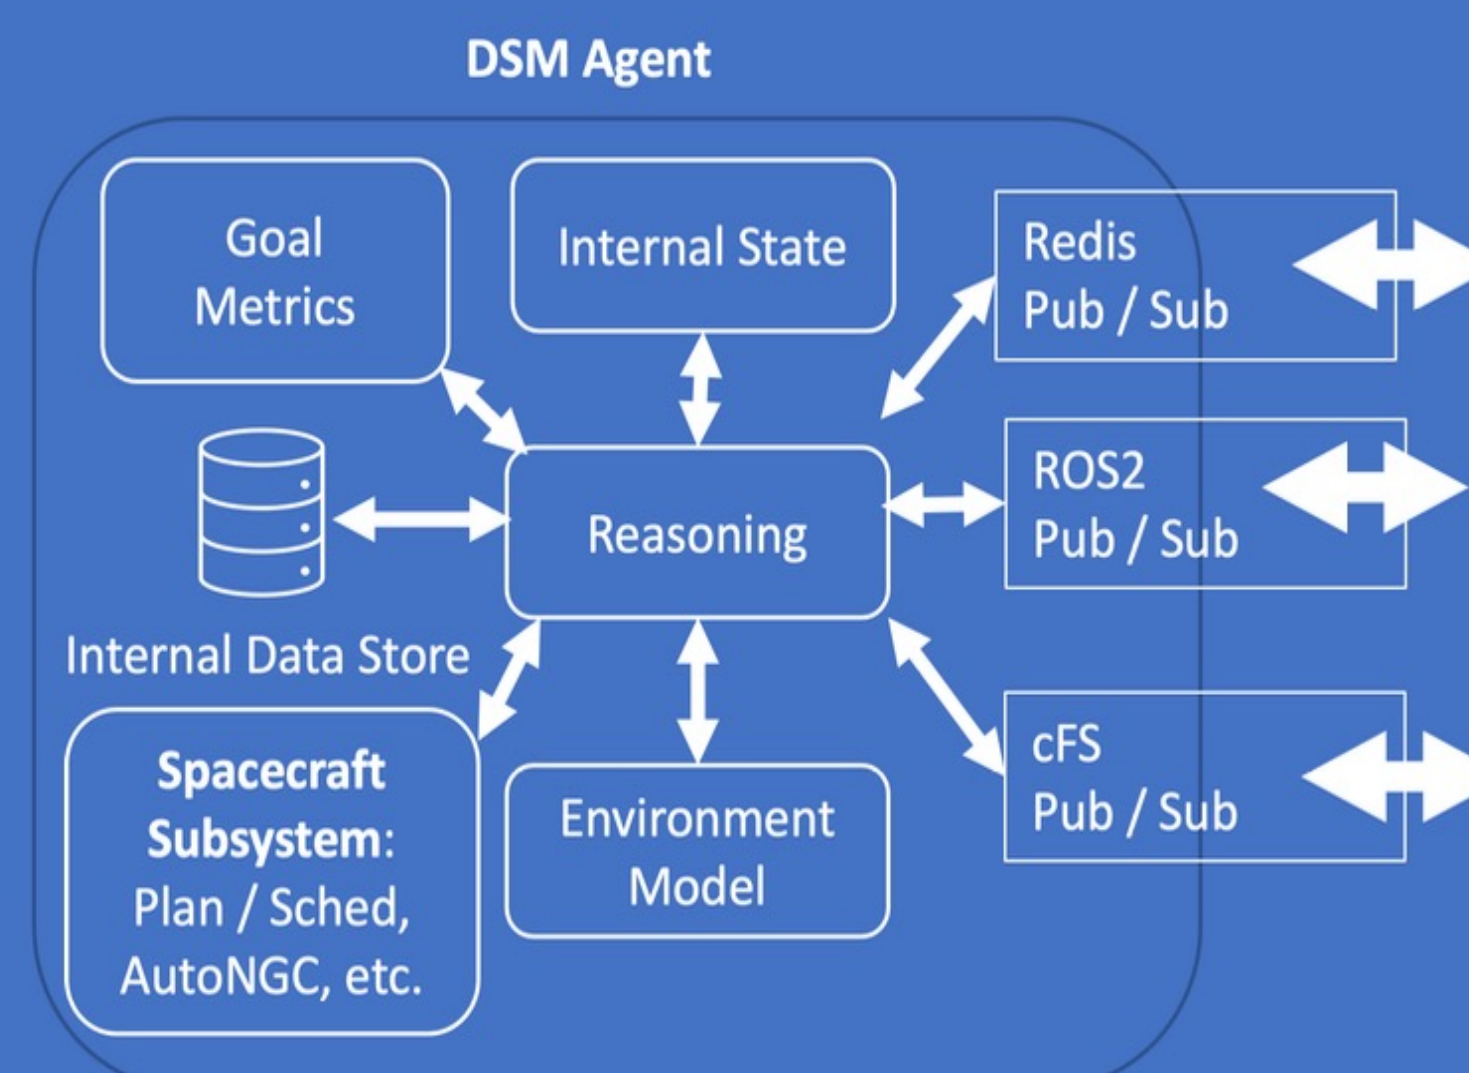 DSM Agent
Goal
Metrics
Internal State
Redis
Pub / Sub
Internal Data Store
Reasoning
ROS2
Pub / Sub
Spacecraft
Subsystem:
Plan / Sched,
AutoNGC, etc.
Environment
Model
cFS
Pub / Sub